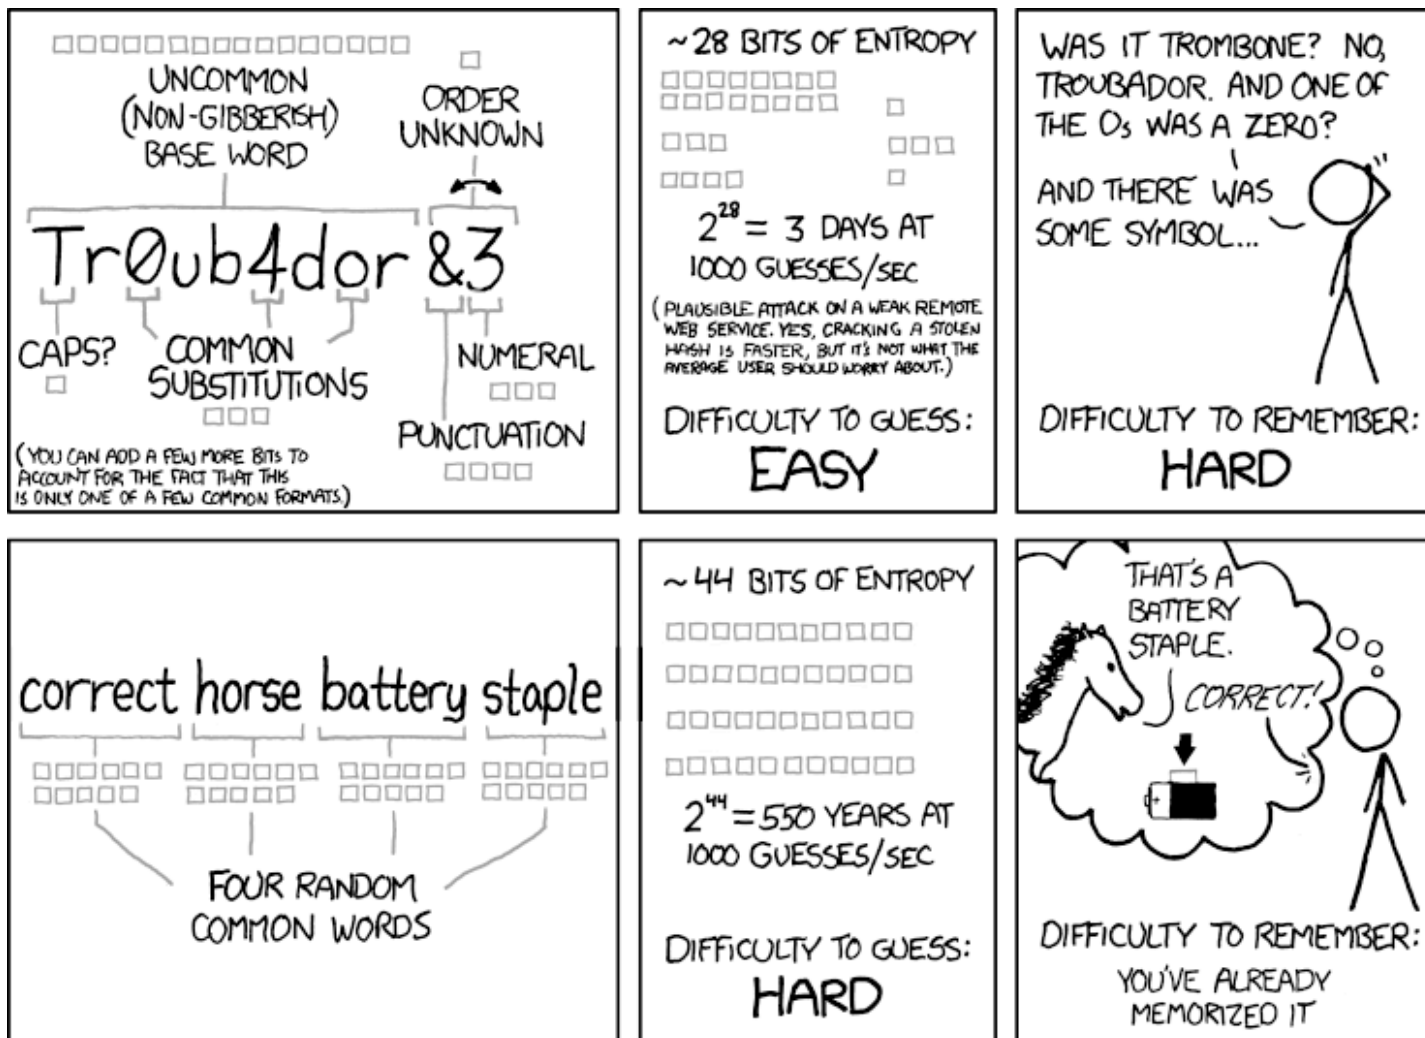 UNCOMMON
(NON-GIBBERISH)
BASE WORD
ORDER
UNKNOWN
Tr0ub4dor &3
CAPS?
COMMON
SUBSTITUTIONS
NUMERAL
PUNCTUATION
(YOU CAN ADD A FEW MORE BITS TO
ACCOUNT FOR THE FACT THAT THIS
IS ONLY ONE OF A FEW COMMON FORMATS.)
~28 BITS OF ENTROPY
2^28 = 3 DAYS AT
1000 GUESSES/SEC
(PLAUSIBLE ATTACK ON A WEAK REMOTE
WEB SERVICE. YES, CRACKING A STOLEN
HASH IS FASTER, BUT IT'S NOT WHAT THE
AVERAGE USER SHOULD WORRY ABOUT.)
DIFFICULTY TO GUESS:
EASY
WAS IT TROMBONE? NO,
TROUBADOR. AND ONE OF
THE Os WAS A ZERO?
AND THERE WAS
SOME SYMBOL...
DIFFICULTY TO REMEMBER:
HARD
correct horse battery staple
FOUR RANDOM
COMMON WORDS
~44 BITS OF ENTROPY
2^44 = 550 YEARS AT
1000 GUESSES/SEC
DIFFICULTY TO GUESS:
HARD
THAT'S A
BATTERY
STAPLE.
CORRECT!
DIFFICULTY TO REMEMBER:
YOU'VE ALREADY
MEMORIZED IT